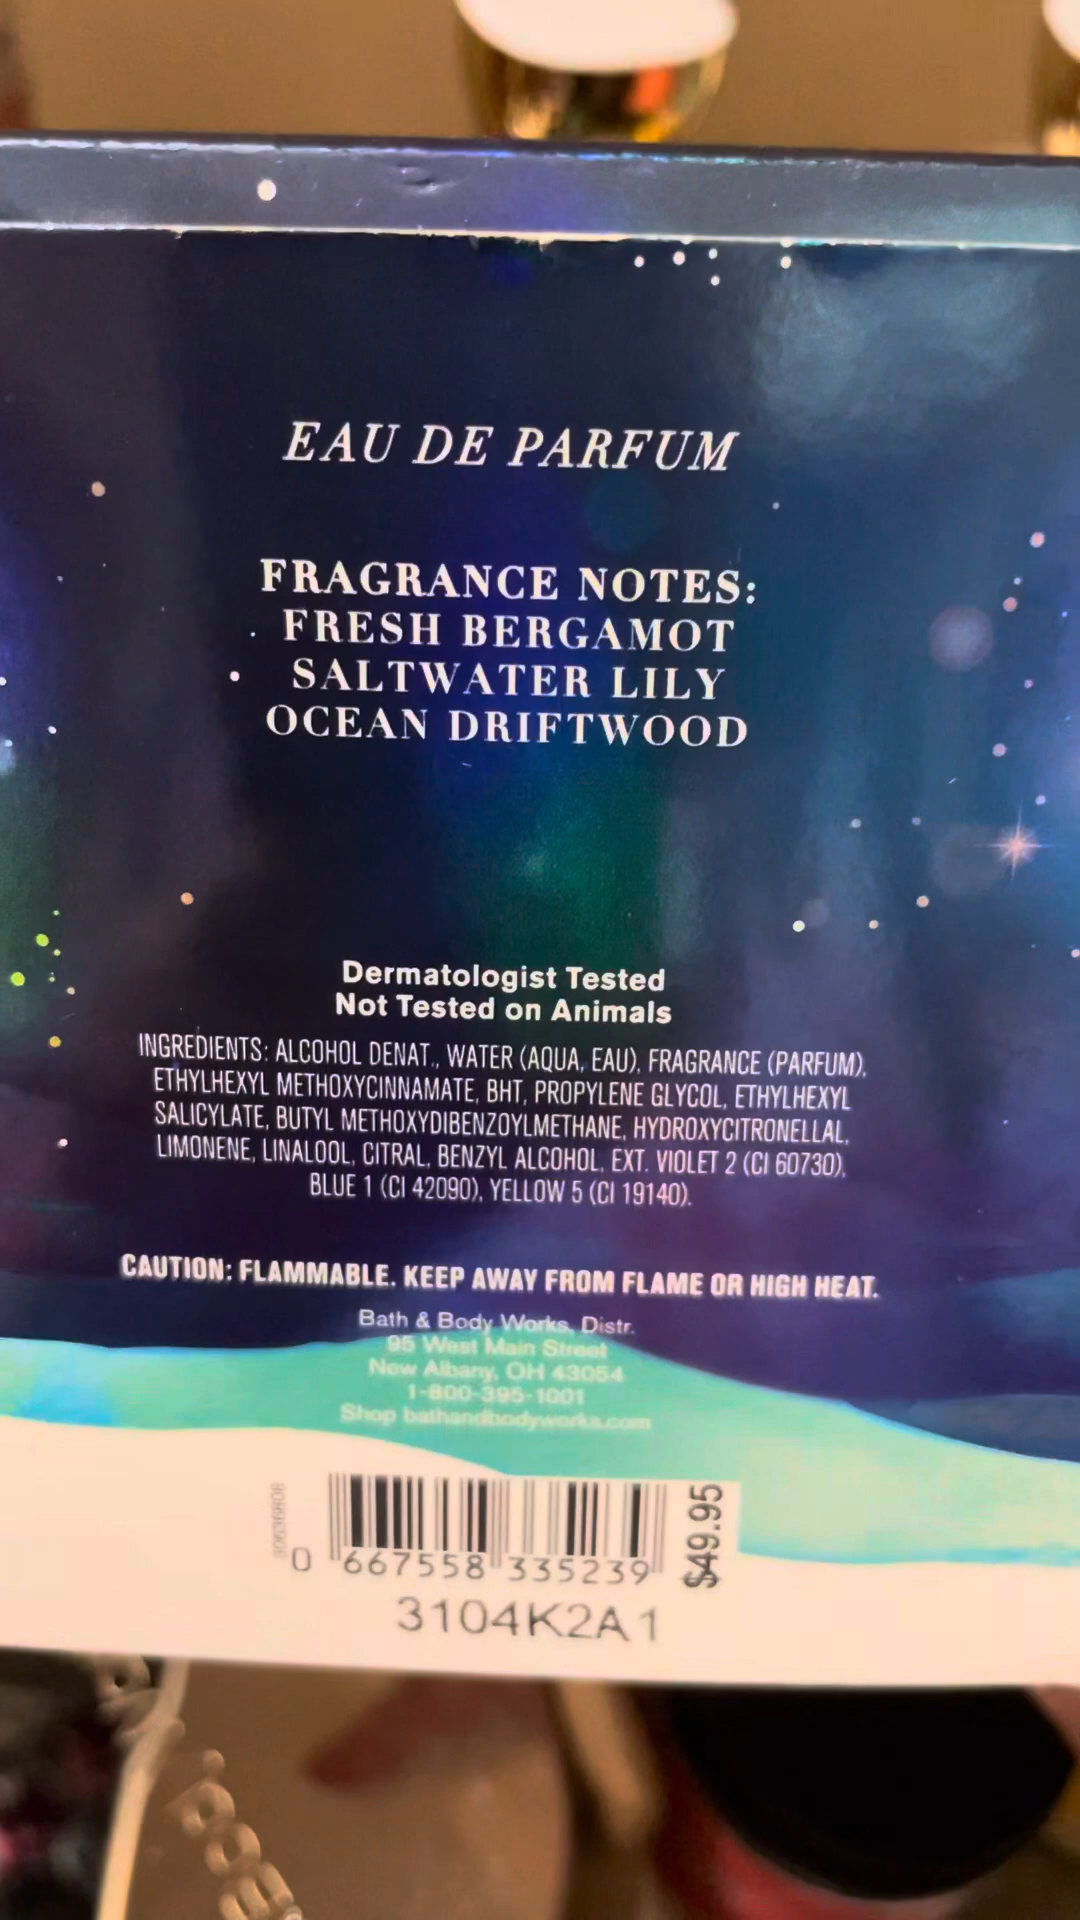 EAU DE PARFUM
FRAGRANCE NOTES:
FRESH BERGAMOT
SALTWATER LILY
OCEAN DRIFTWOOD
Dermatologist Tested
Not Tested on Animals
INGREDIENTS: ALCOHOL DENAT., WATER (AQUA, EAU), FRAGRANCE (PARFUM),
ETHYLHEXYL METHOXYCINNAMATE, BHT, PROPYLENE GLYCOL, ETHYLHEXYL
SALICYLATE, BUTYL METHOXYDIBENZOYLMETHANE, HYDROXYCITRONELLAL,
LIMONENE, LINALOOL, CITRAL, BENZYL ALCOHOL, EXT. VIOLET 2 (CI 60730),
BLUE 1 (CI 42090), YELLOW 5 (CI 19140).
CAUTION: FLAMMABLE. KEEP AWAY FROM FLAME OR HIGH HEAT.
Bath & Body Works, Distr.
95 West Main Street
New Albany, OH 43054
1-800-395-1001
Shop bathandbodyworks.com
$49.95
0 667558 335239
3104K2A1